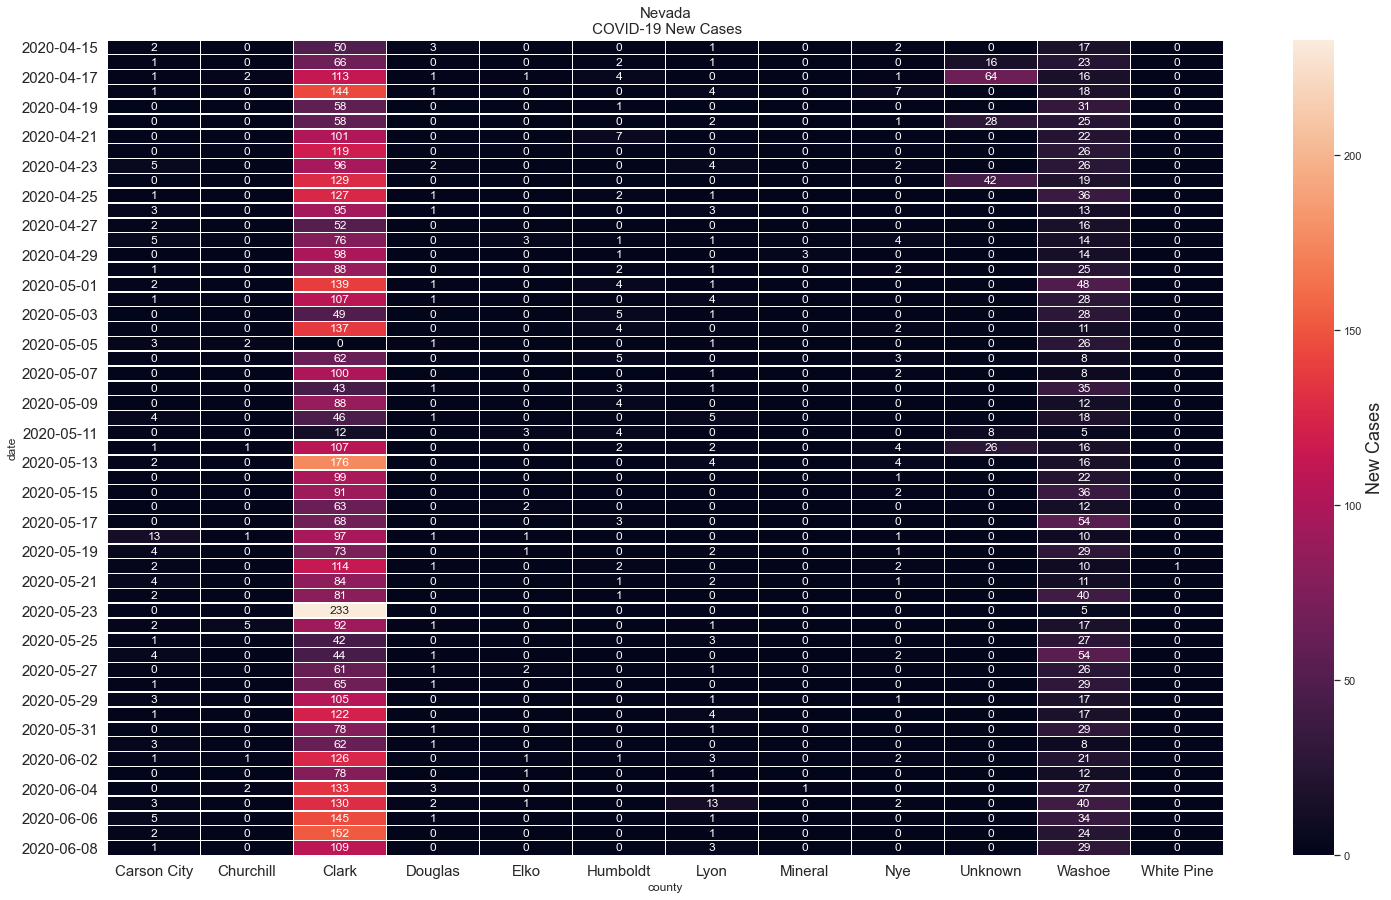 Nevada
COVID-19 New Cases
2020-04-15 2 0 50 3 0 0 1 0 2 0 17 0
1 0 66 0 0 2 1 0 0 16 23 0
2020-04-17 1 2 113 1 1 4 0 0 1 64 16 0
1 0 144 1 0 0 4 0 7 0 18 0
2020-04-19 0 0 58 0 0 1 0 0 0 0 31 0
0 0 58 0 0 0 2 0 1 28 25 0
2020-04-21 0 0 101 0 0 7 0 0 0 0 22 0
0 0 119 0 0 0 0 0 0 0 26 0
2020-04-23 5 0 96 2 0 0 4 0 2 0 26 0
0 0 129 0 0 0 0 0 0 42 19 0
2020-04-25 1 0 127 1 0 2 1 0 0 0 36 0
3 0 95 1 0 0 3 0 0 0 13 0
2020-04-27 2 0 52 0 0 0 0 0 0 0 16 0
5 0 76 0 3 1 1 0 4 0 14 0
2020-04-29 0 0 98 0 0 1 0 3 0 0 14 0
1 0 88 0 0 2 1 0 2 0 25 0
2020-05-01 2 0 139 1 0 4 1 0 0 0 48 0
1 0 107 1 0 0 4 0 0 0 28 0
2020-05-03 0 0 49 0 0 5 1 0 0 0 28 0
0 0 137 0 0 4 0 0 2 0 11 0
2020-05-05 3 2 0 1 0 0 1 0 0 0 26 0
0 0 62 0 0 5 0 0 3 0 8 0
2020-05-07 0 0 100 0 0 0 1 0 2 0 8 0
0 0 43 1 0 3 1 0 0 0 35 0
2020-05-09 0 0 88 0 0 4 0 0 0 0 12 0
4 0 46 1 0 0 5 0 0 0 18 0
2020-05-11 0 0 12 0 3 4 0 0 0 8 5 0
1 1 107 0 0 2 2 0 4 26 16 0
2020-05-13 2 0 176 0 0 0 4 0 4 0 16 0
0 0 99 0 0 0 0 0 1 0 22 0
2020-05-15 0 0 91 0 0 0 0 0 2 0 36 0
0 0 63 0 2 0 0 0 0 0 12 0
2020-05-17 0 0 68 0 0 3 0 0 0 0 54 0
13 1 97 1 1 0 0 0 1 0 10 0
2020-05-19 4 0 73 0 1 0 2 0 1 0 29 0
2 0 114 1 0 2 0 0 2 0 10 1
2020-05-21 4 0 84 0 0 1 2 0 1 0 11 0
2 0 81 0 0 1 0 0 0 0 40 0
2020-05-23 0 0 233 0 0 0 0 0 0 0 5 0
2 5 92 1 0 0 0 0 0 0 17 0
2020-05-25 1 0 42 0 0 0 3 0 0 0 27 0
4 0 44 1 0 0 0 0 2 0 54 0
2020-05-27 0 0 61 1 2 0 1 0 0 0 26 0
1 0 65 1 0 0 0 0 0 0 29 0
2020-05-29 3 0 105 0 0 0 1 0 1 0 17 0
1 0 122 0 0 0 4 0 0 0 17 0
2020-05-31 0 0 78 1 0 0 1 0 0 0 29 0
3 0 62 1 0 0 0 0 0 0 8 0
2020-06-02 1 1 126 0 1 1 3 0 2 0 21 0
0 0 78 0 1 0 1 0 0 0 12 0
2020-06-04 0 2 133 3 0 0 1 1 0 0 27 0
3 0 130 2 1 0 13 0 2 0 40 0
2020-06-06 5 0 145 1 0 0 1 0 0 0 34 0
2 0 152 0 0 0 1 0 0 0 24 0
2020-06-08 1 0 109 0 0 0 3 0 0 0 29 0
Carson City Churchill Clark Douglas Elko Humboldt Lyon Mineral Nye Unknown Washoe White Pine
county
date
200
150
100
50
0
New Cases